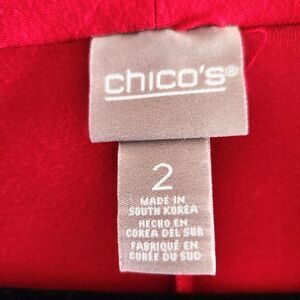 chico's®
2
MADE IN
SOUTH KOREA
HECHO EN
COREA DEL SUR
FABRIQUÉ EN
CORÉE DU SUD